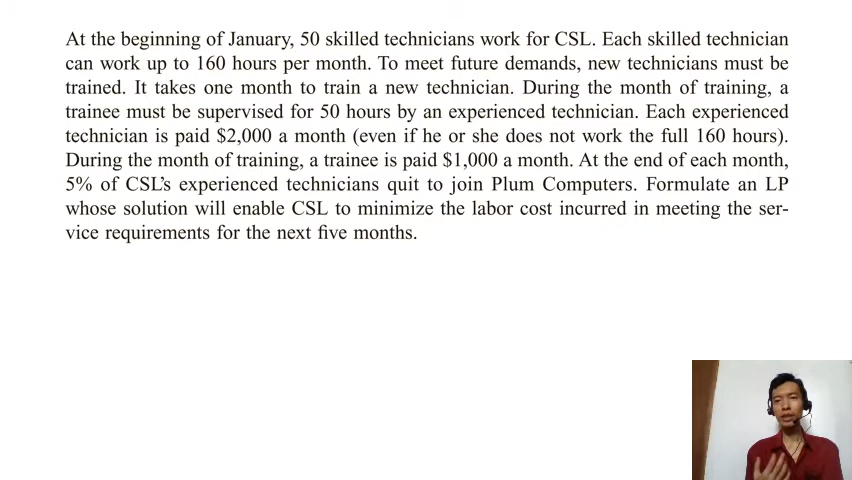 At the beginning of January, 50 skilled technicians work for CSL. Each skilled technician
can work up to 160 hours per month. To meet future demands, new technicians must be
trained. It takes one month to train a new technician. During the month of training, a
trainee must be supervised for 50 hours by an experienced technician. Each experienced
technician is paid $2,000 a month (even if he or she does not work the full 160 hours).
During the month of training, a trainee is paid $1,000 a month. At the end of each month,
5% of CSL’s experienced technicians quit to join Plum Computers. Formulate an LP
whose solution will enable CSL to minimize the labor cost incurred in meeting the ser-
vice requirements for the next five months.